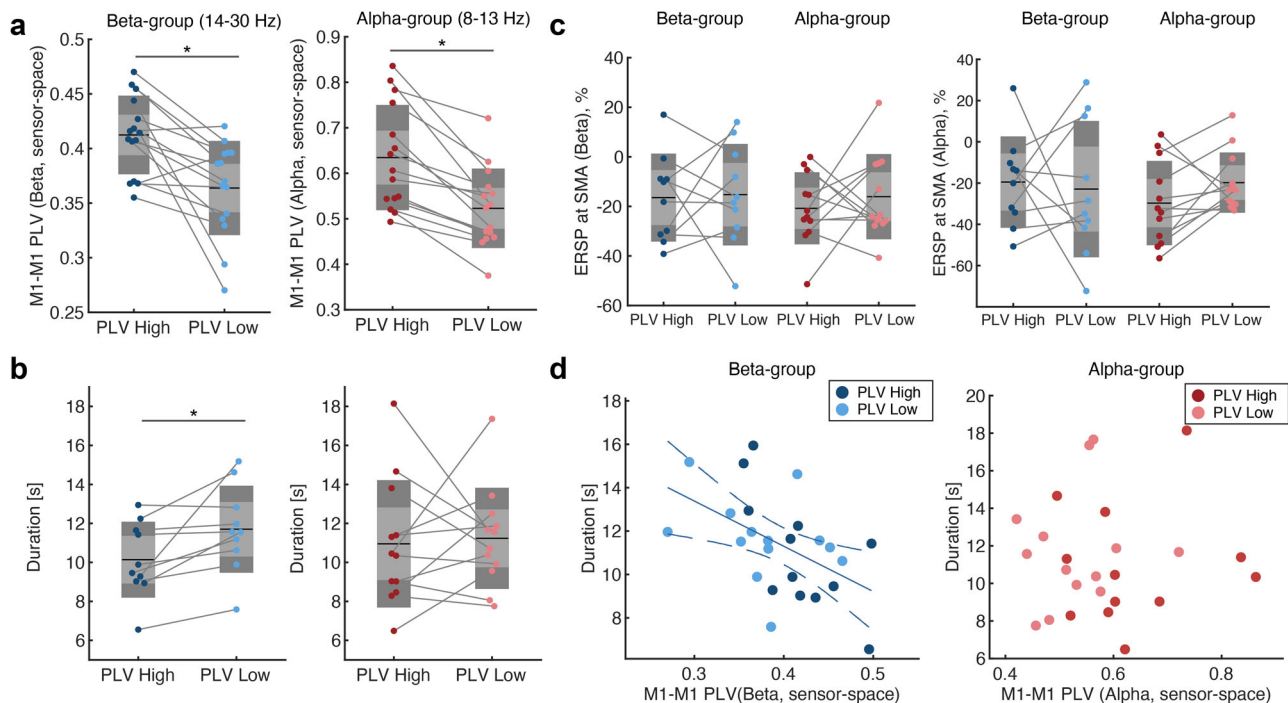 a
Beta-group (14-30 Hz)
Alpha-group (8-13 Hz)
M1-M1 PLV (Beta, sensor-space)
0.5
0.45
0.4
0.35
0.3
0.25
*
PLV High
PLV Low
M1-M1 PLV (Alpha, sensor-space)
0.9
0.8
0.7
0.6
0.5
0.4
0.3
*
PLV High
PLV Low
c
Beta-group
Alpha-group
ERSP at SMA (Beta), %
40
20
0
-20
-40
-60
PLV High
PLV Low
PLV High
PLV Low
Beta-group
Alpha-group
ERSP at SMA (Alpha), %
40
20
0
-20
-40
-60
PLV High
PLV Low
PLV High
PLV Low
b
Duration [s]
18
16
14
12
10
8
6
*
PLV High
PLV Low
Duration [s]
18
16
14
12
10
8
6
PLV High
PLV Low
d
Beta-group
PLV High
PLV Low
Duration [s]
18
16
14
12
10
8
0.3
0.4
0.5
M1-M1 PLV(Beta, sensor-space)
Alpha-group
PLV High
PLV Low
Duration [s]
20
18
16
14
12
10
8
6
0.4
0.6
0.8
M1-M1 PLV (Alpha, sensor-space)